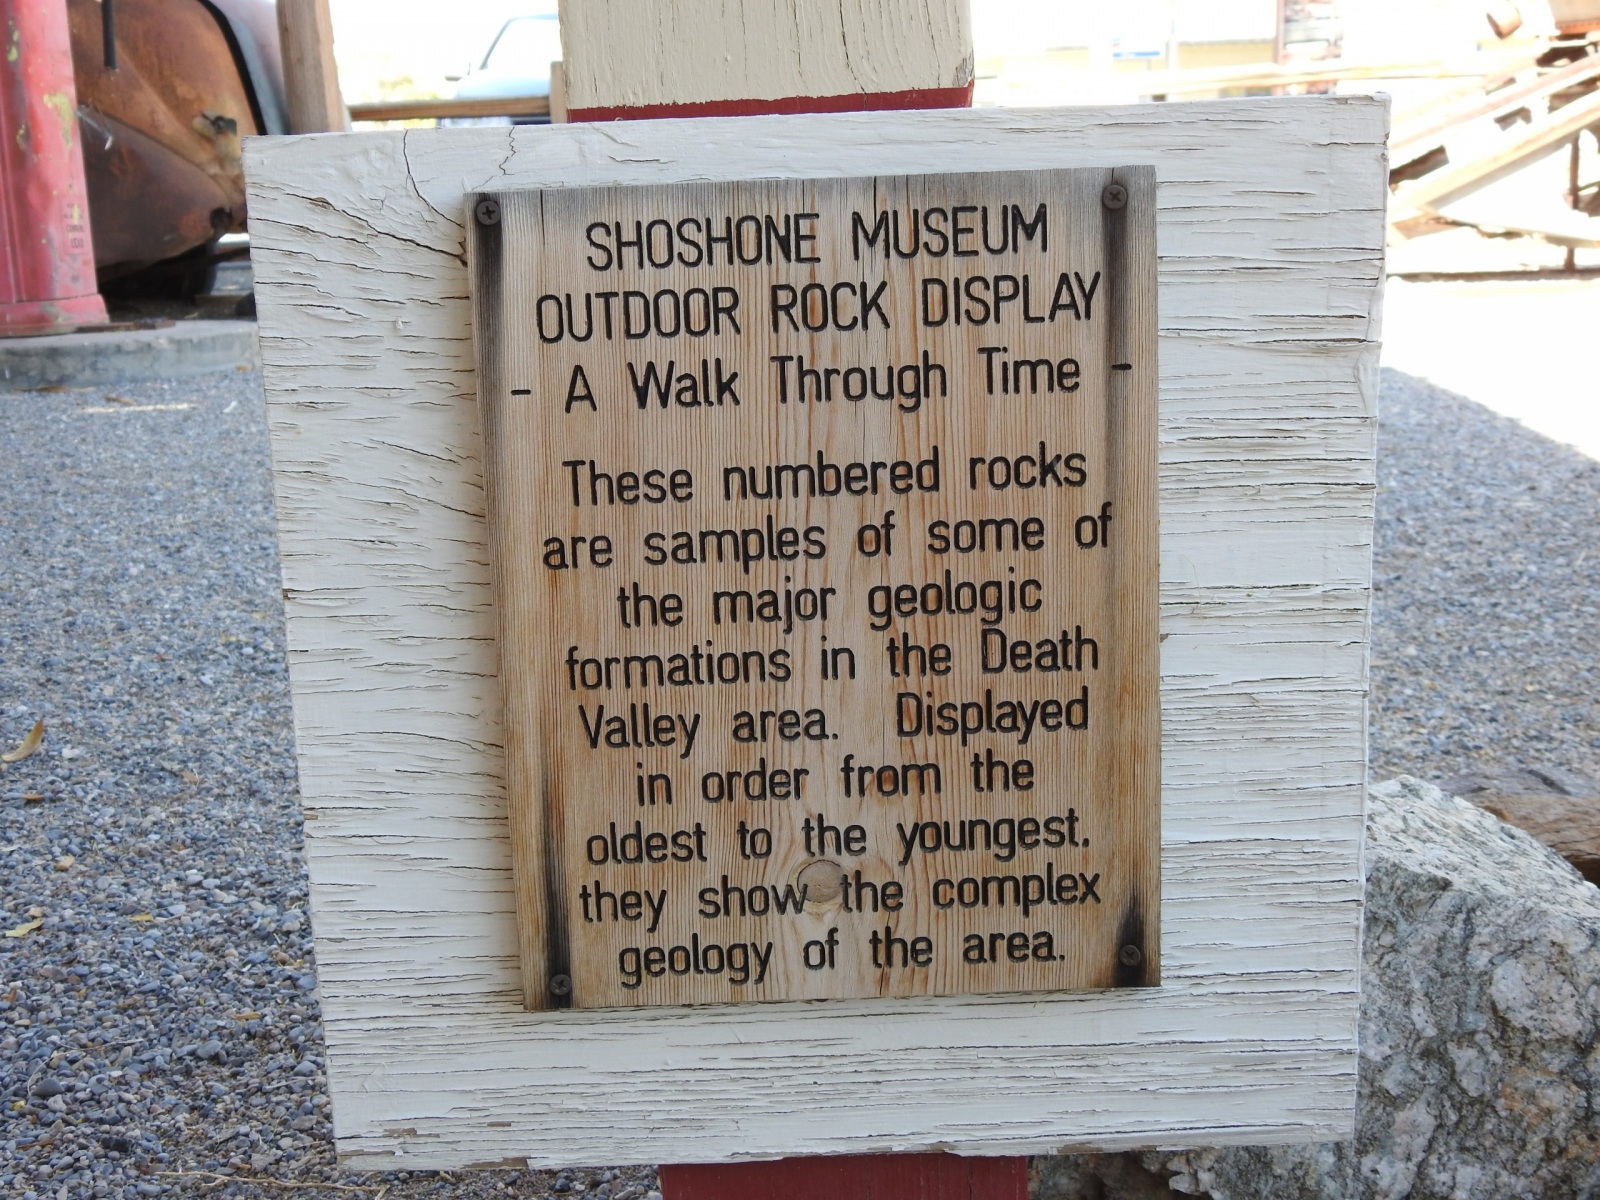 SHOSHONE MUSEUM
OUTDOOR ROCK DISPLAY
- A Walk Through Time -
These numbered rocks
are samples of some of
the major geologic
formations in the Death
Valley area. Displayed
in order from the
oldest to the youngest.
they show the complex
geology of the area.